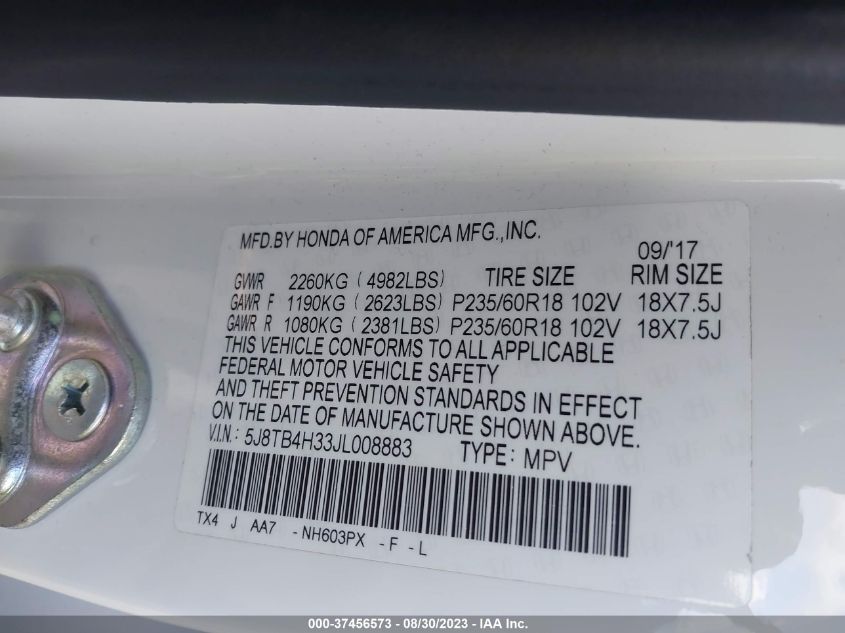 MFD.BY HONDA OF AMERICA MFG.,INC.
09/'17
GVWR 2260KG ( 4982LBS) TIRE SIZE RIM SIZE
GAWR F 1190KG ( 2623LBS) P235/60R18 102V 18X7.5J
GAWR R 1080KG ( 2381LBS) P235/60R18 102V 18X7.5J
THIS VEHICLE CONFORMS TO ALL APPLICABLE
FEDERAL MOTOR VEHICLE SAFETY
AND THEFT PREVENTION STANDARDS IN EFFECT
ON THE DATE OF MANUFACTURE SHOWN ABOVE.
V.I.N.: 5J8TB4H33JL008883 TYPE: MPV
TX4 J AA7 -NH603PX -F -L
000-37456573 - 08/30/2023 - IAA Inc.